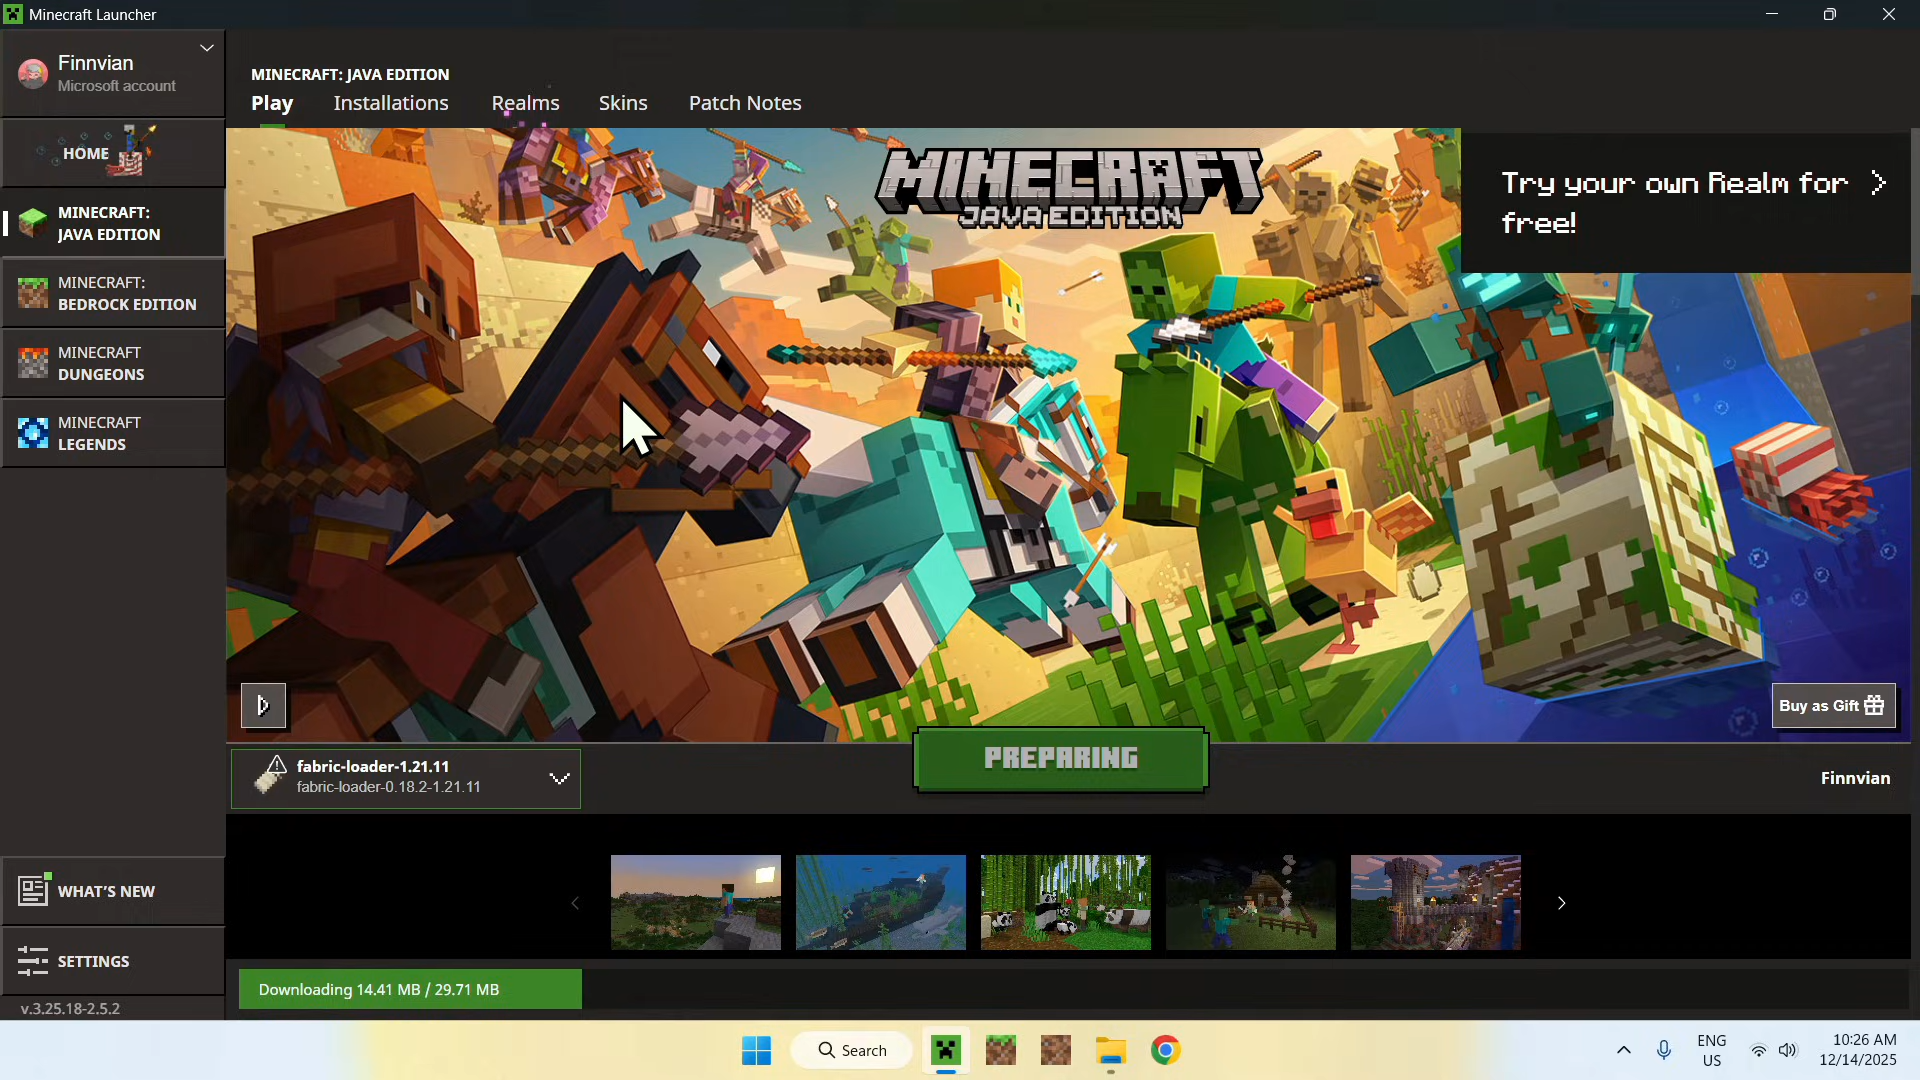 Minecraft Launcher
Finnvian
Microsoft account
HOME
MINECRAFT:
JAVA EDITION
MINECRAFT:
BEDROCK EDITION
MINECRAFT
DUNGEONS
MINECRAFT
LEGENDS
WHAT'S NEW
SETTINGS
v.3.25.18-2.5.2
MINECRAFT: JAVA EDITION
Play Installations Realms Skins Patch Notes
MINECRAFT
JAVA EDITION
Try your own Realm for
free!
Buy as Gift
fabric-loader-1.21.11
fabric-loader-0.18.2-1.21.11
PREPARING
Finnvian
Downloading 14.41 MB / 29.71 MB
Search
ENG
US
10:26 AM
12/14/2025